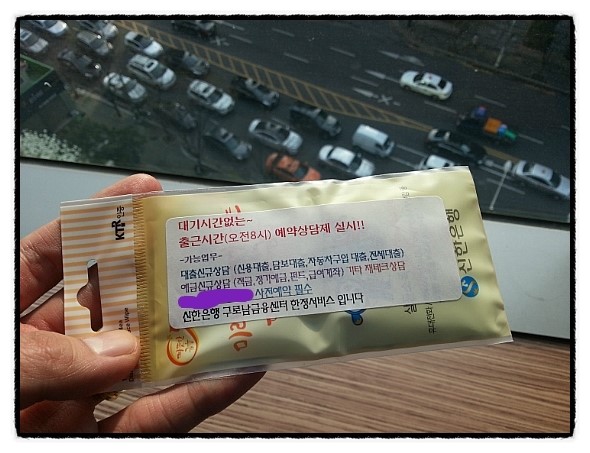 KTR 인증
대기시간없는~
출근시간(오전8시) 예약상담제 실시!!
-가능업무-
대출신규상담 (신용대출,담보대출,자동차구입 대출,전세대출)
예금신규상담 (적금,정기예금,펀드,급여계좌) 기타 재테크상담
사전예약 필수
신한은행 구로남금융센터 한정서비스 입니다
신한은행